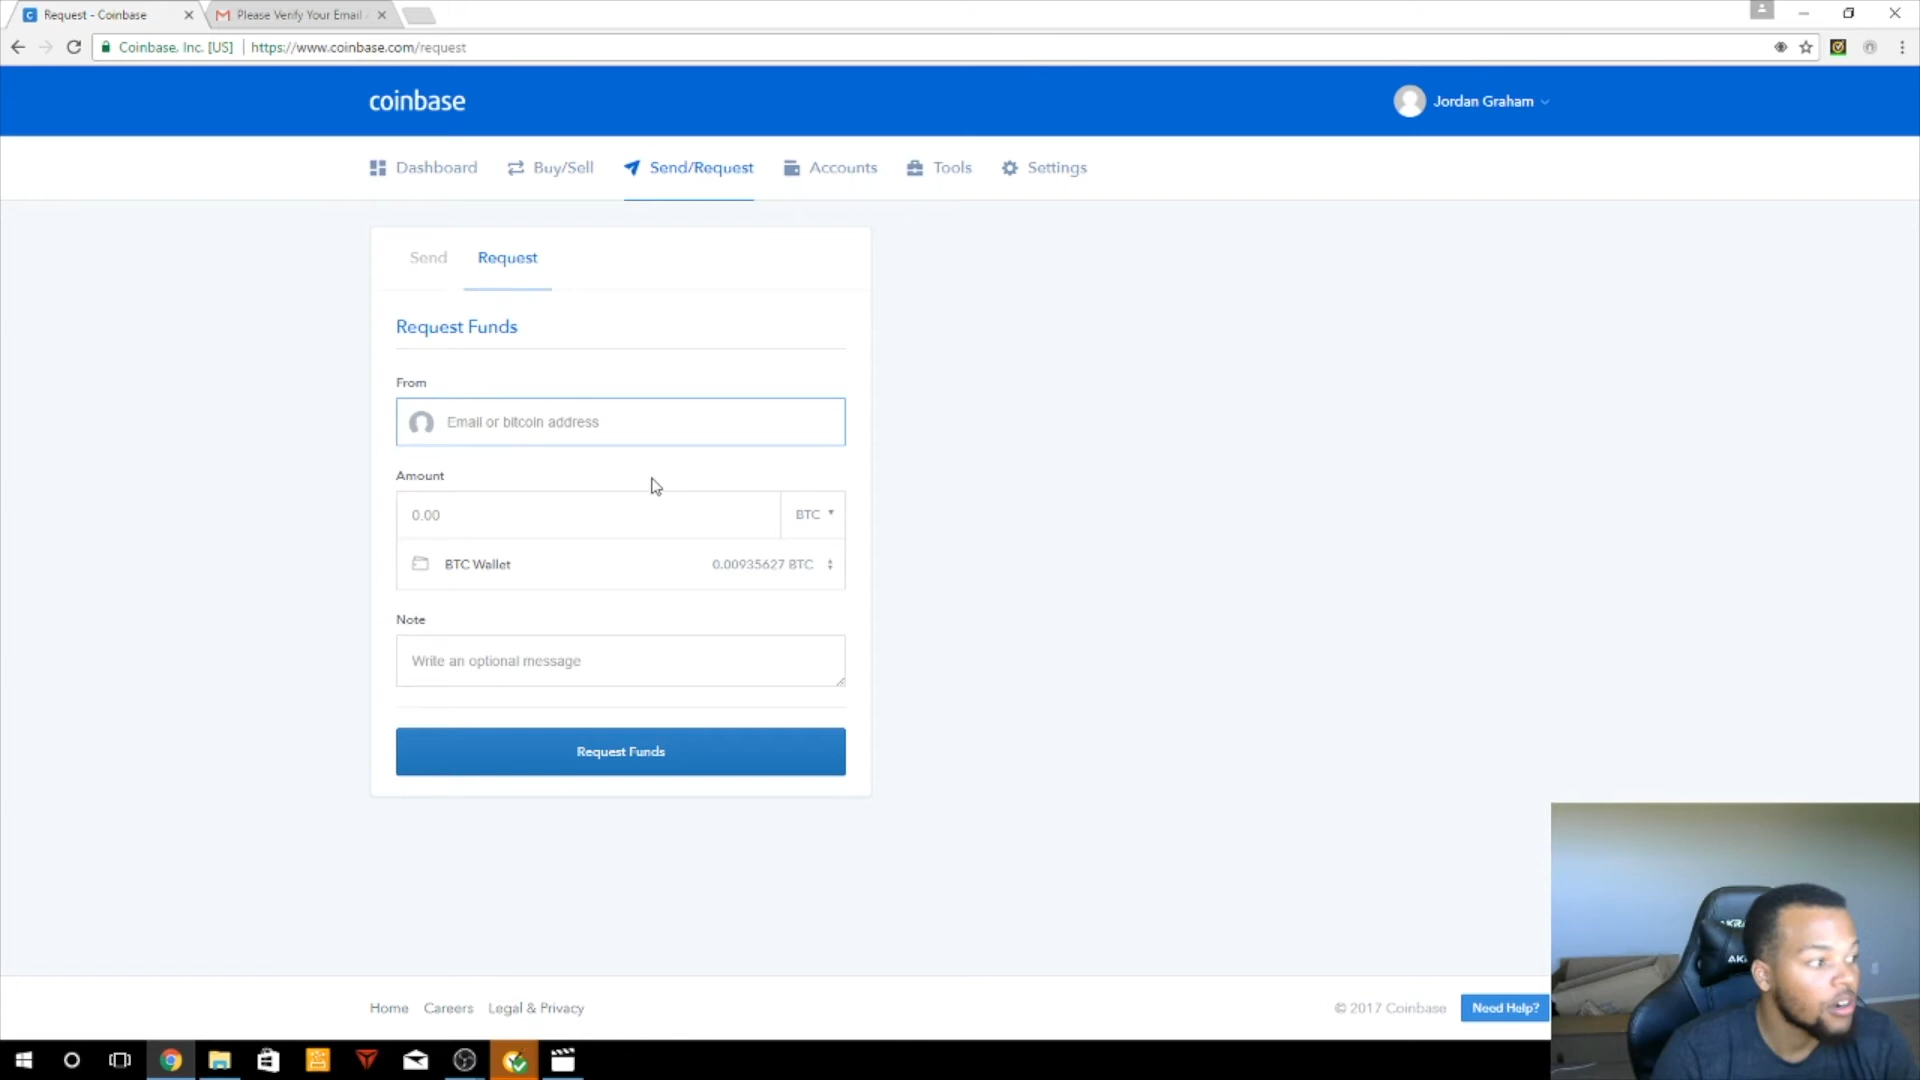 Request - Coinbase
Please Verify Your Email
Coinbase, Inc. [US]
https://www.coinbase.com/request
coinbase
Jordan Graham
Dashboard
Buy/Sell
Send/Request
Accounts
Tools
Settings
Send
Request
Request Funds
From
Email or bitcoin address
Amount
0.00
BTC
BTC Wallet
0.00935627 BTC
Note
Write an optional message
Request Funds
Home
Careers
Legal & Privacy
© 2017 Coinbase
Need Help?